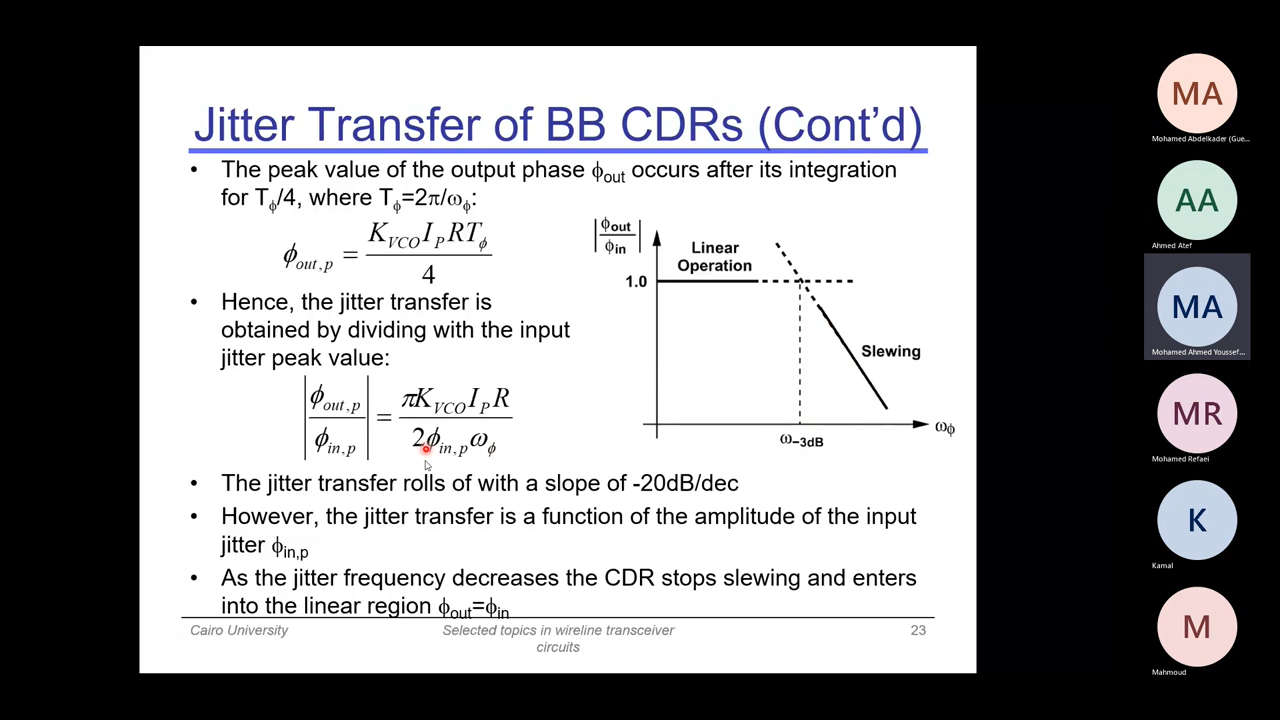 Jitter Transfer of BB CDRs (Cont’d)
• The peak value of the output phase ϕout occurs after its integration
for Tϕ/4, where Tϕ=2π/ωϕ:
ϕout,p = KVCO IP R Tϕ / 4
• Hence, the jitter transfer is
obtained by dividing with the input
jitter peak value:
|ϕout,p / ϕin,p| = πKVCO IP R / 2ϕin,p ωϕ
|ϕout / ϕin|
Linear
Operation
1.0
Slewing
ωϕ
ω−3dB
• The jitter transfer rolls of with a slope of -20dB/dec
• However, the jitter transfer is a function of the amplitude of the input
jitter ϕin,p
• As the jitter frequency decreases the CDR stops slewing and enters
into the linear region ϕout=ϕin
Cairo University
Selected topics in wireline transceiver
circuits
23
MA
Mohamed Abdelkader (Gue...
AA
Ahmed Atef
MA
Mohamed Ahmed Youssef...
MR
Mohamed Refaei
K
Kamal
M
Mahmoud